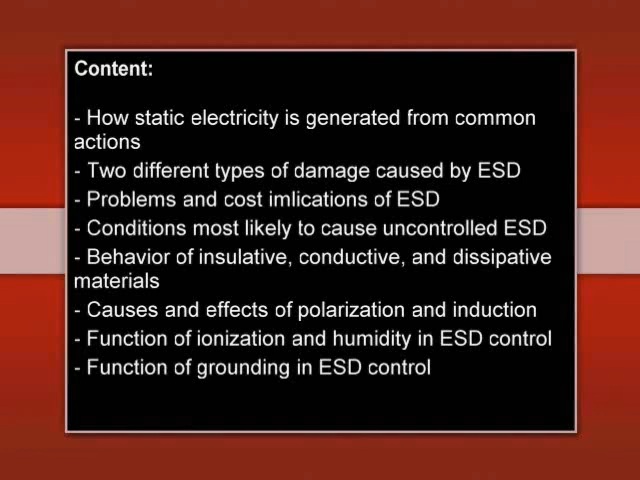 Content:
- How static electricity is generated from common
actions
- Two different types of damage caused by ESD
- Problems and cost imlications of ESD
- Conditions most likely to cause uncontrolled ESD
- Behavior of insulative, conductive, and dissipative
materials
- Causes and effects of polarization and induction
- Function of ionization and humidity in ESD control
- Function of grounding in ESD control